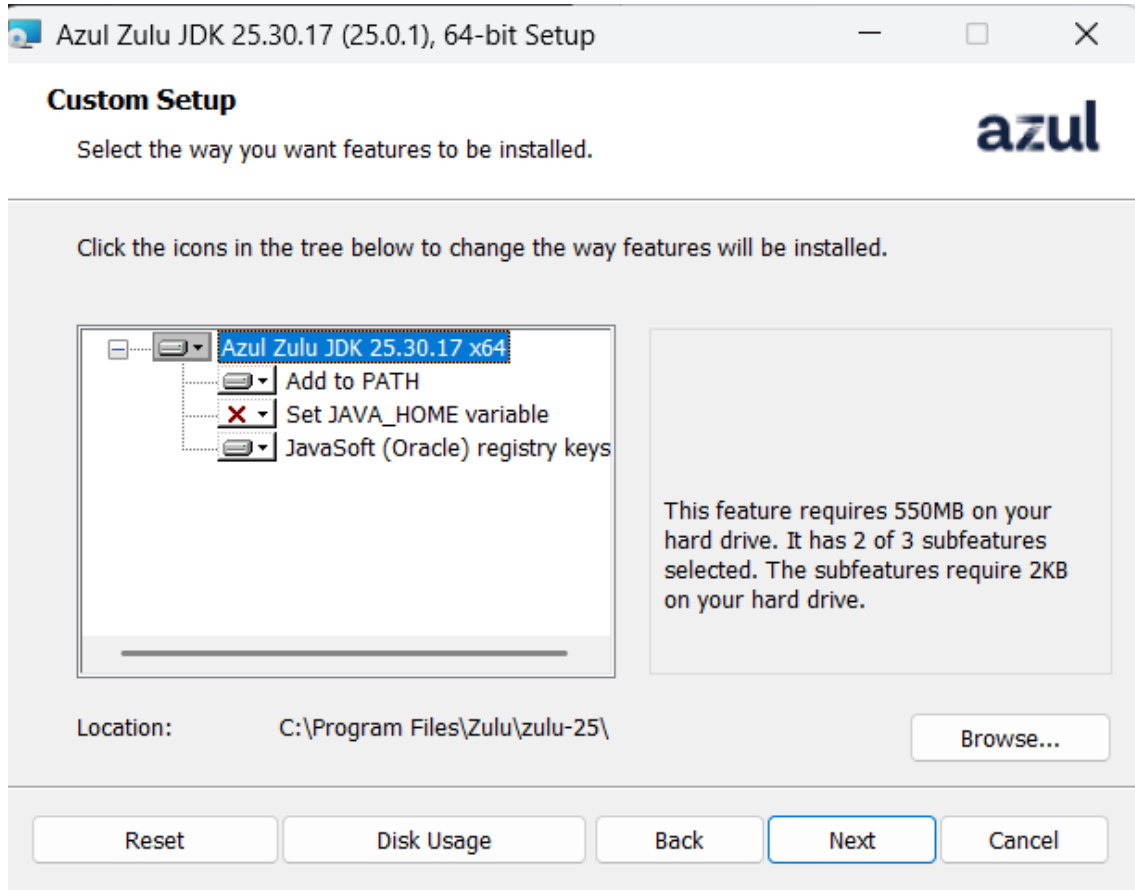 Azul Zulu JDK 25.30.17 (25.0.1), 64-bit Setup
Custom Setup
azul
Select the way you want features to be installed.
Click the icons in the tree below to change the way features will be installed.
Azul Zulu JDK 25.30.17 x64
Add to PATH
Set JAVA_HOME variable
JavaSoft (Oracle) registry keys
This feature requires 550MB on your
hard drive. It has 2 of 3 subfeatures
selected. The subfeatures require 2KB
on your hard drive.
Location: C:\Program Files\Zulu\zulu-25\
Browse...
Reset Disk Usage Back Next Cancel